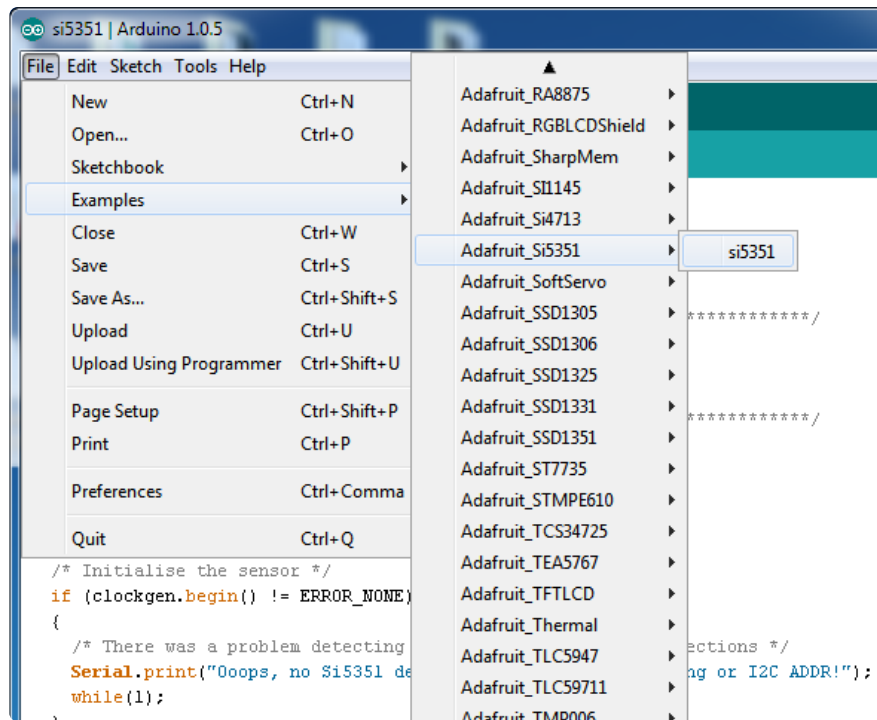 si5351 | Arduino 1.0.5
File Edit Sketch Tools Help
New Ctrl+N
Open... Ctrl+O
Sketchbook
Examples
Close Ctrl+W
Save Ctrl+S
Save As... Ctrl+Shift+S
Upload Ctrl+U
Upload Using Programmer Ctrl+Shift+U
Page Setup Ctrl+Shift+P
Print Ctrl+P
Preferences Ctrl+Comma
Quit Ctrl+Q
Adafruit_RA8875
Adafruit_RGBLCDShield
Adafruit_SharpMem
Adafruit_SI1145
Adafruit_Si4713
Adafruit_Si5351
Adafruit_SoftServo
Adafruit_SSD1305
Adafruit_SSD1306
Adafruit_SSD1325
Adafruit_SSD1331
Adafruit_SSD1351
Adafruit_ST7735
Adafruit_STMPE610
Adafruit_TCS34725
Adafruit_TEA5767
Adafruit_TFTLCD
Adafruit_Thermal
Adafruit_TLC5947
Adafruit_TLC59711
Adafruit_TMP006
si5351
************/
************/
/* Initialise the sensor */
if (clockgen.begin() != ERROR_NONE)
{
/* There was a problem detecting ections */
Serial.print("Ooops, no Si5351 de ng or I2C ADDR!");
while(1);